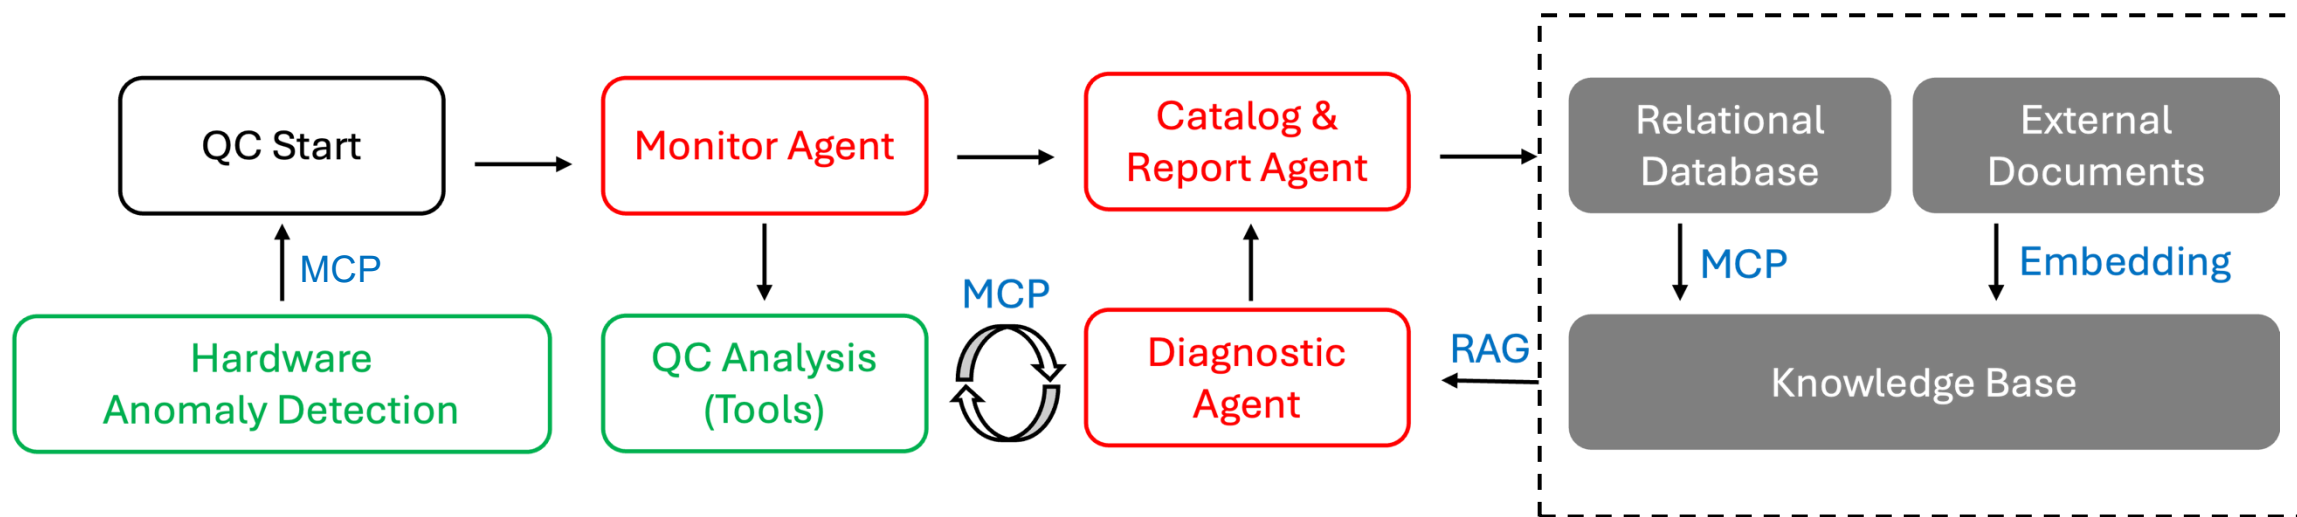 QC Start
Monitor Agent
Catalog &
Report Agent
Relational
Database
External
Documents
MCP
MCP
MCP
Embedding
Hardware
Anomaly Detection
QC Analysis
(Tools)
Diagnostic
Agent
RAG
Knowledge Base